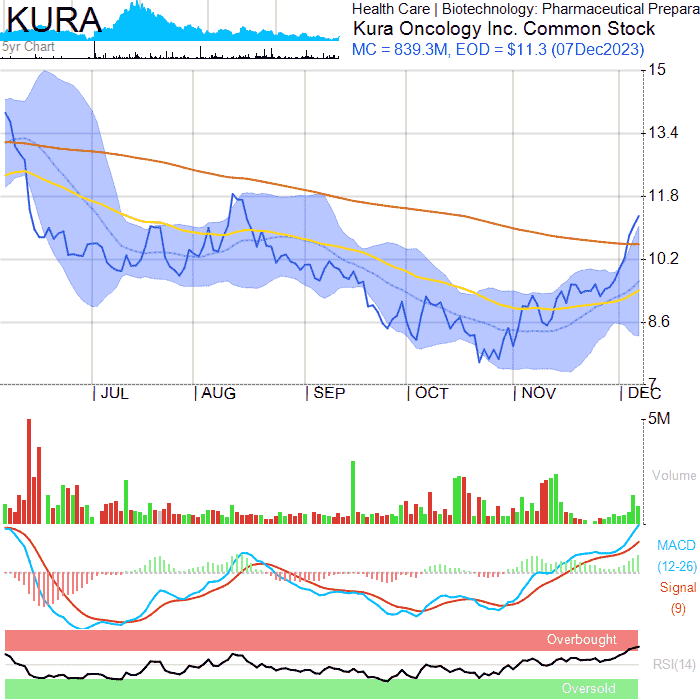 KURA
5yr Chart
Health Care | Biotechnology: Pharmaceutical Prepara
Kura Oncology Inc. Common Stock
MC = 839.3M, EOD = $11.3 (07Dec2023)
15
13.4
11.8
10.2
8.6
7
JUL AUG SEP OCT NOV DEC
5M
Volume
MACD
(12-26)
Signal
(9)
Overbought
RSI(14)
Oversold